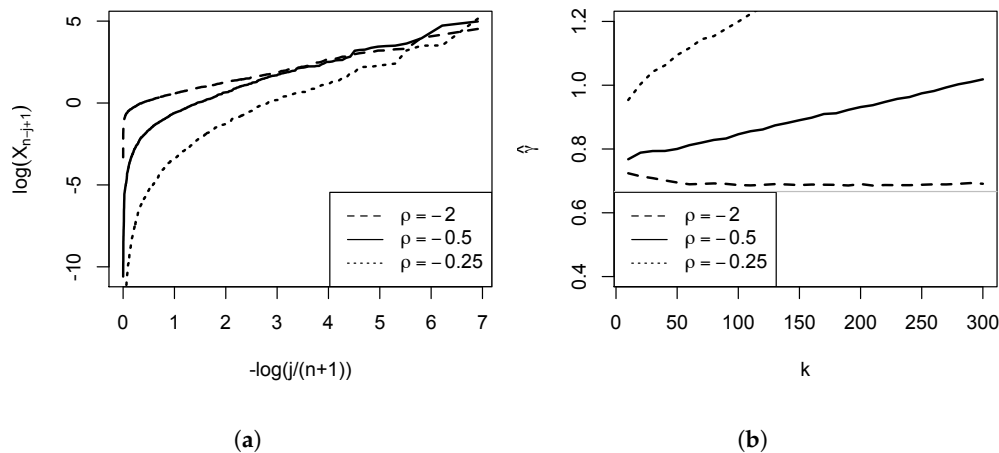 5
0
−5
−10
log(X_{n−j+1})
0 1 2 3 4 5 6 7
-log(j/(n+1))
ρ = −2
ρ = −0.5
ρ = −0.25
(a)
1.2
1.0
0.8
0.6
0.4
γ̂
0 50 100 150 200 250 300
k
ρ = −2
ρ = −0.5
ρ = −0.25
(b)